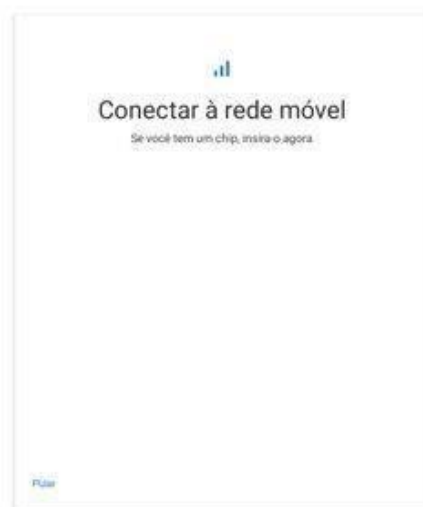 Conectar à rede móvel
Se você tem um chip, insira-o agora
Pular